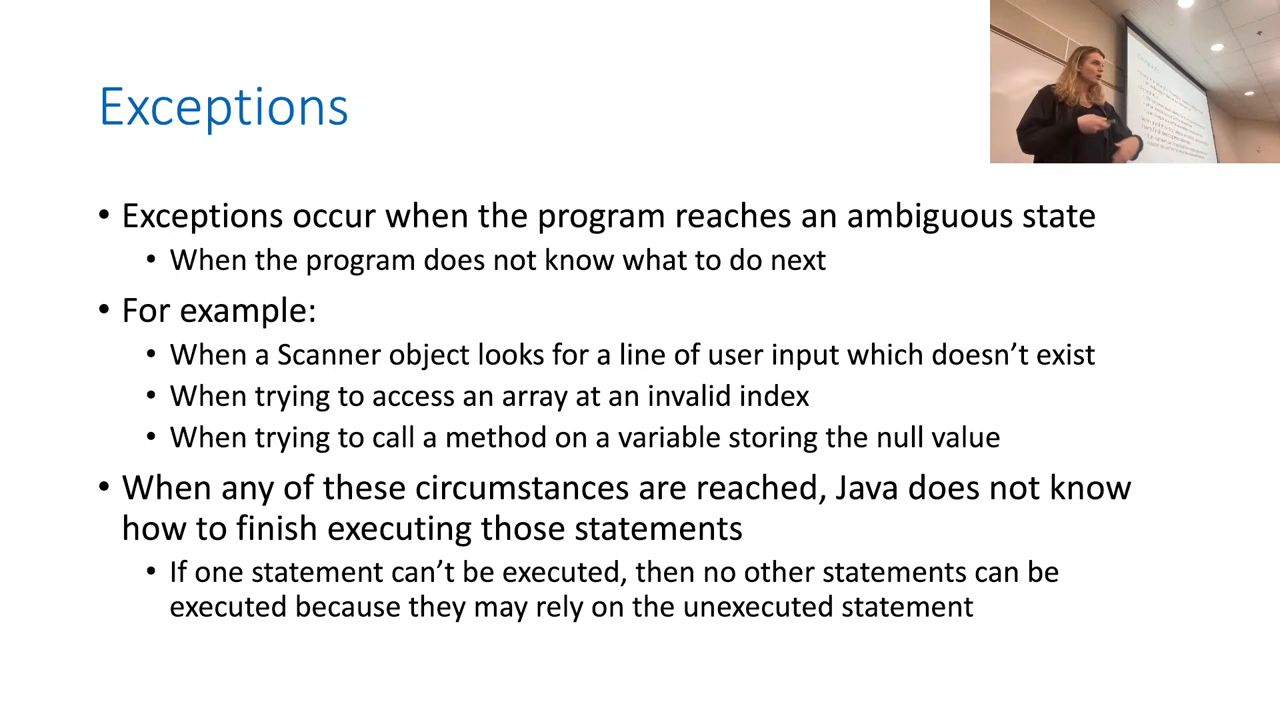 Exceptions
• Exceptions occur when the program reaches an ambiguous state
• When the program does not know what to do next
• For example:
• When a Scanner object looks for a line of user input which doesn’t exist
• When trying to access an array at an invalid index
• When trying to call a method on a variable storing the null value
• When any of these circumstances are reached, Java does not know
how to finish executing those statements
• If one statement can’t be executed, then no other statements can be
executed because they may rely on the unexecuted statement